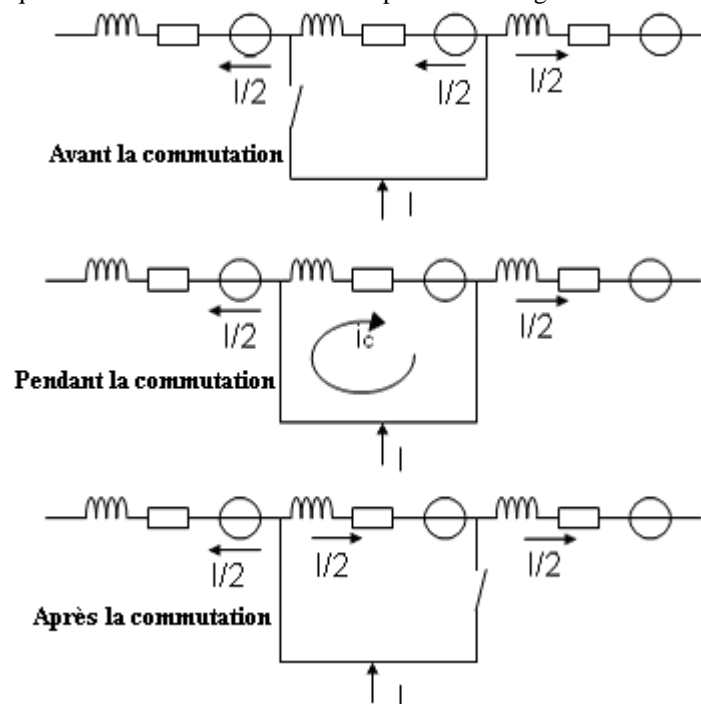 I/2
I/2
I/2
Avant la commutation
I
I/2
ic
I/2
Pendant la commutation
I
I/2
I/2
I/2
Après la commutation
I